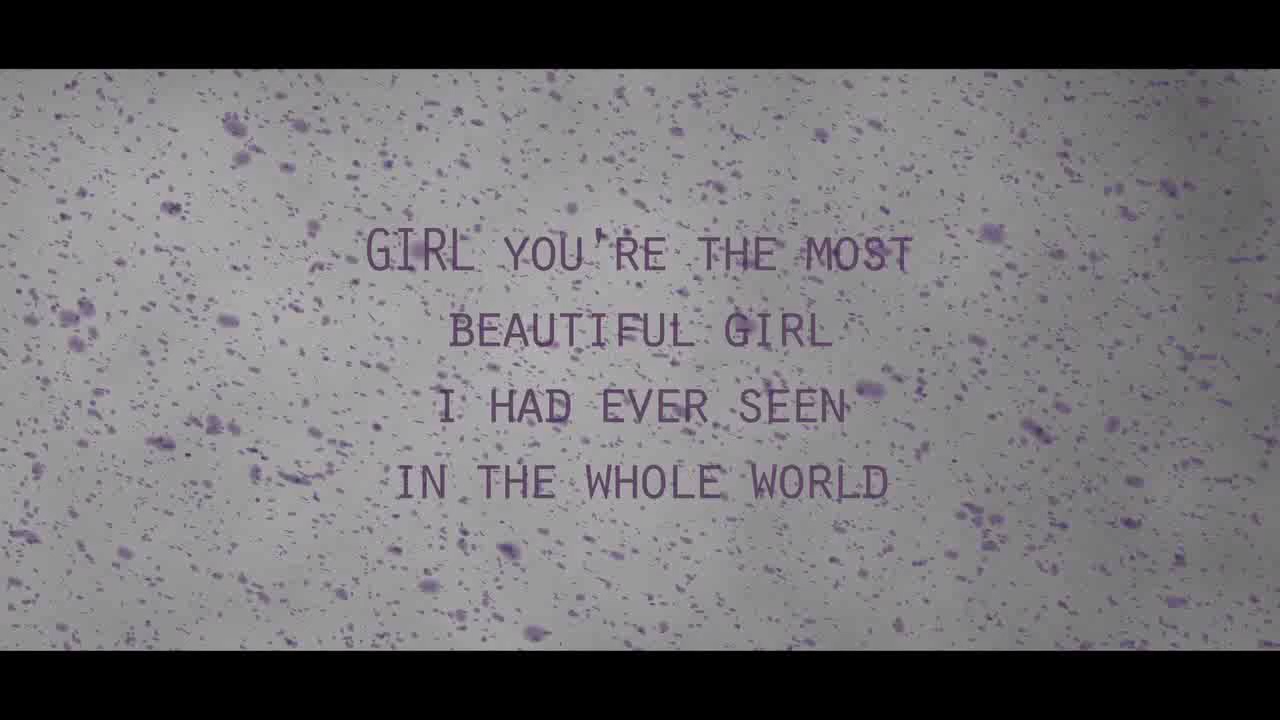 GIRL YOU'RE THE MOST
BEAUTIFUL GIRL
I HAD EVER SEEN
IN THE WHOLE WORLD